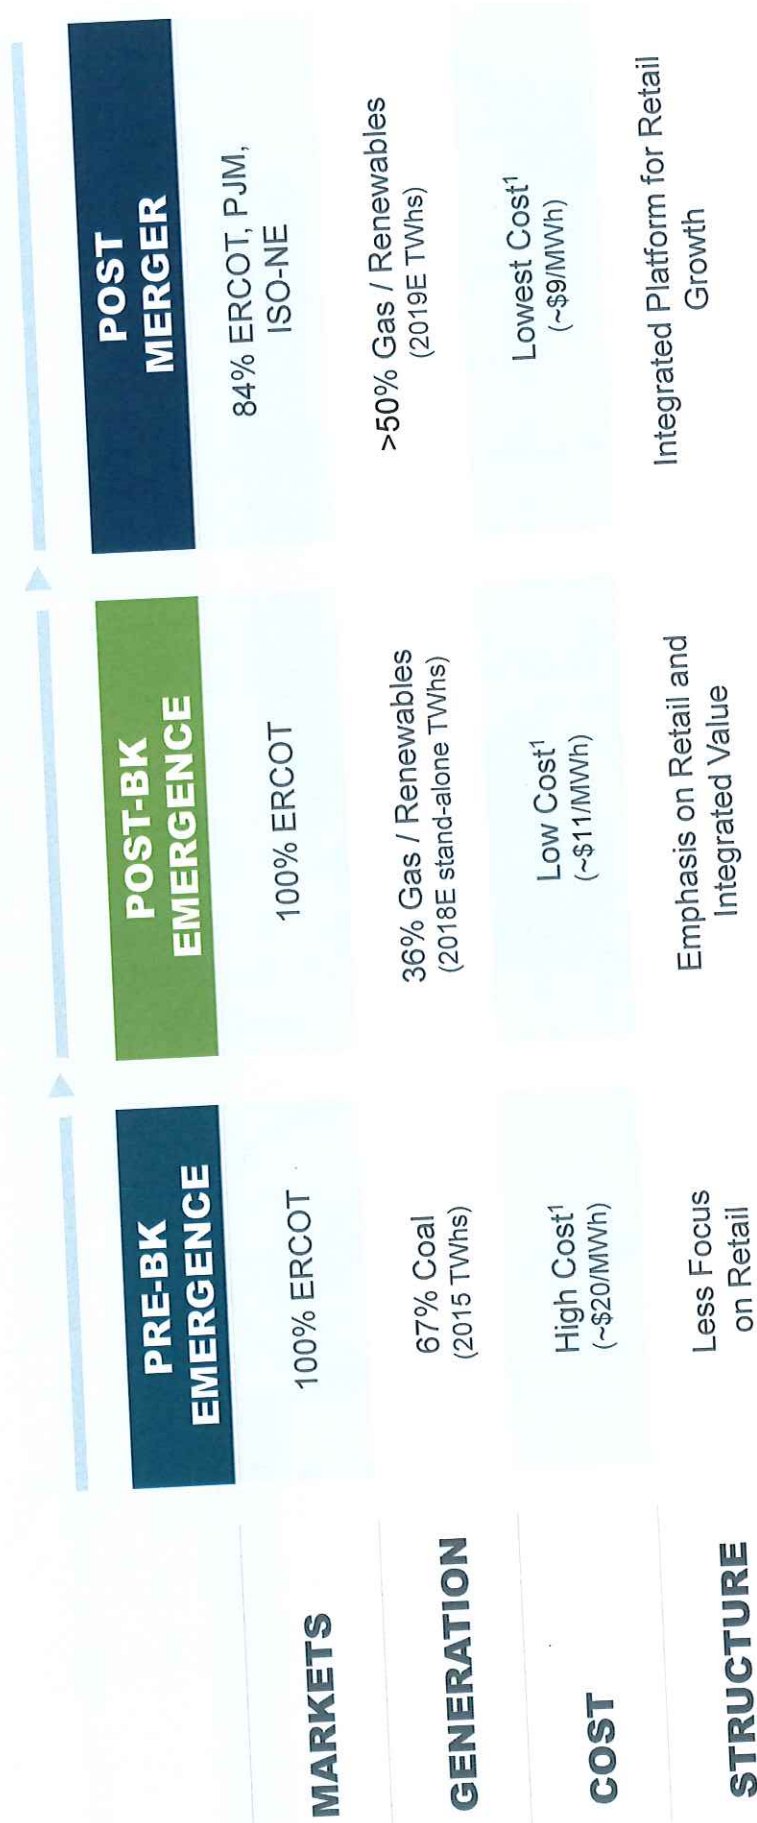 PRE-BK
EMERGENCE
POST-BK
EMERGENCE
POST
MERGER
MARKETS
100% ERCOT
100% ERCOT
84% ERCOT, PJM,
ISO-NE
GENERATION
67% Coal
(2015 TWhs)
36% Gas / Renewables
(2018E stand-alone TWhs)
>50% Gas / Renewables
(2019E TWhs)
COST
High Cost¹
(~$20/MWh)
Low Cost¹
(~$11/MWh)
Lowest Cost¹
(~$9/MWh)
STRUCTURE
Less Focus
on Retail
Emphasis on Retail and
Integrated Value
Integrated Platform for Retail
Growth